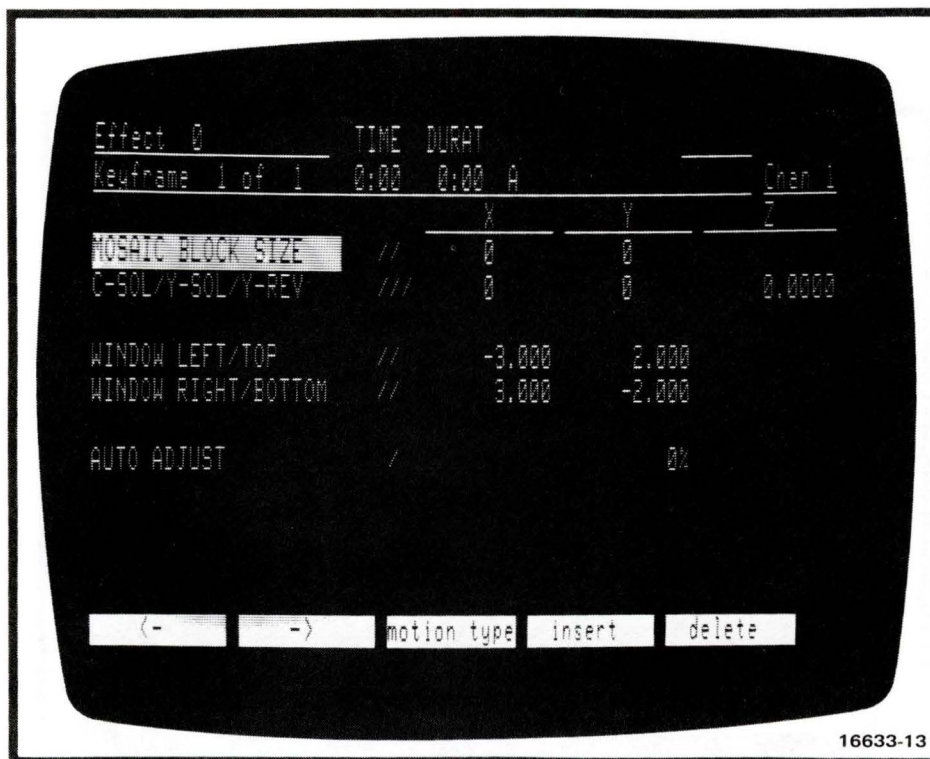 Effect 0 TIME DURAT
Keyframe 1 of 1 0:00 0:00 A Chan 1
X Y Z
MOSAIC BLOCK SIZE // 0 0
C-SOL/Y-SOL/Y-REV /// 0 0 0.0000
WINDOW LEFT/TOP // -3.000 2.000
WINDOW RIGHT/BOTTOM // 3.000 -2.000
AUTO ADJUST / 0%
<- -> motion type insert delete
16633-13